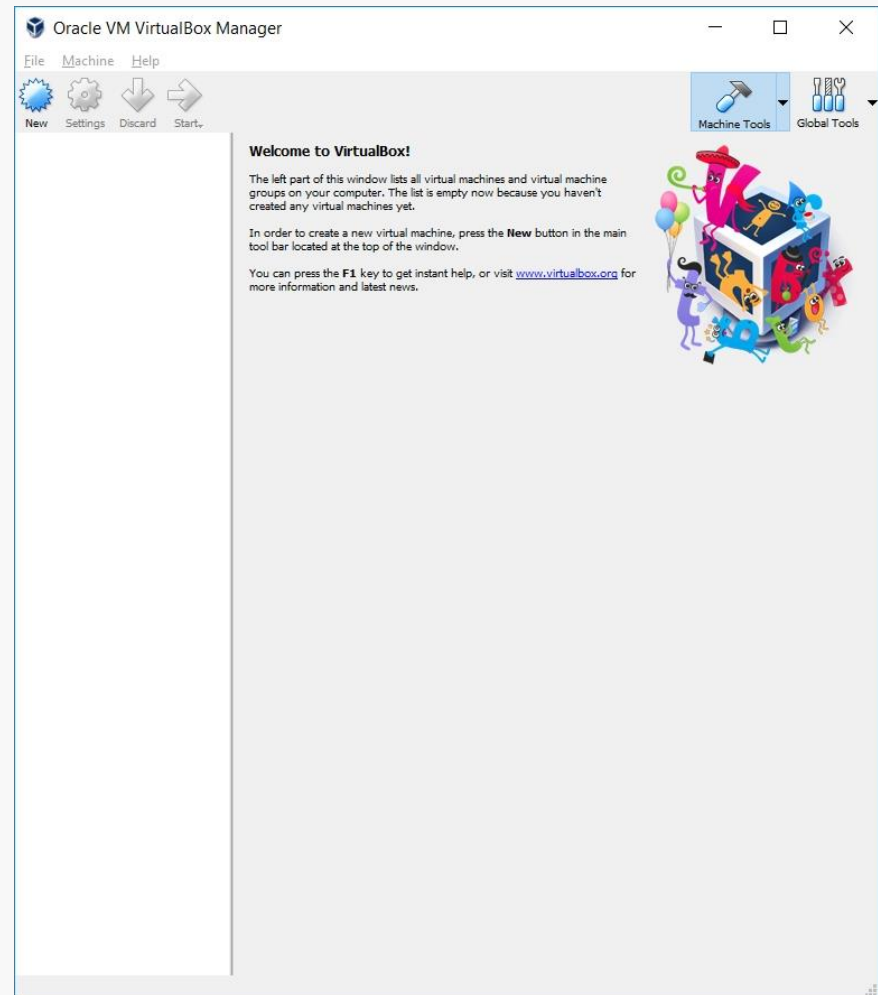 Oracle VM VirtualBox Manager
File Machine Help
New Settings Discard Start
Machine Tools Global Tools
Welcome to VirtualBox!
The left part of this window lists all virtual machines and virtual machine
groups on your computer. The list is empty now because you haven't
created any virtual machines yet.
In order to create a new virtual machine, press the New button in the main
tool bar located at the top of the window.
You can press the F1 key to get instant help, or visit www.virtualbox.org for
more information and latest news.